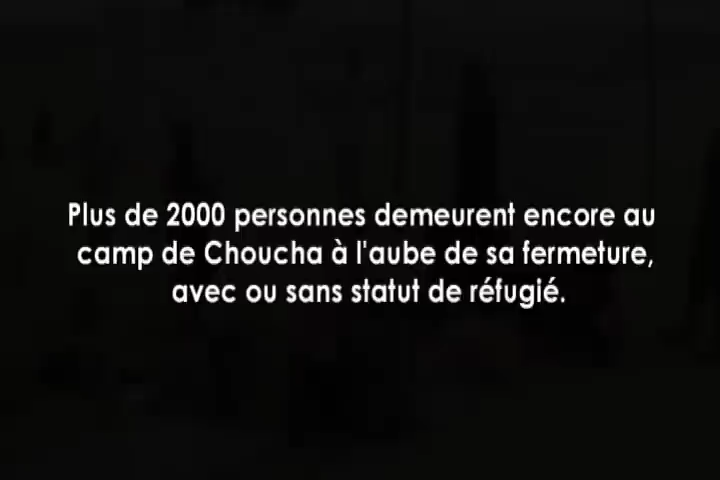 Plus de 2000 personnes demeurent encore au
camp de Choucha à l'aube de sa fermeture,
avec ou sans statut de réfugié.